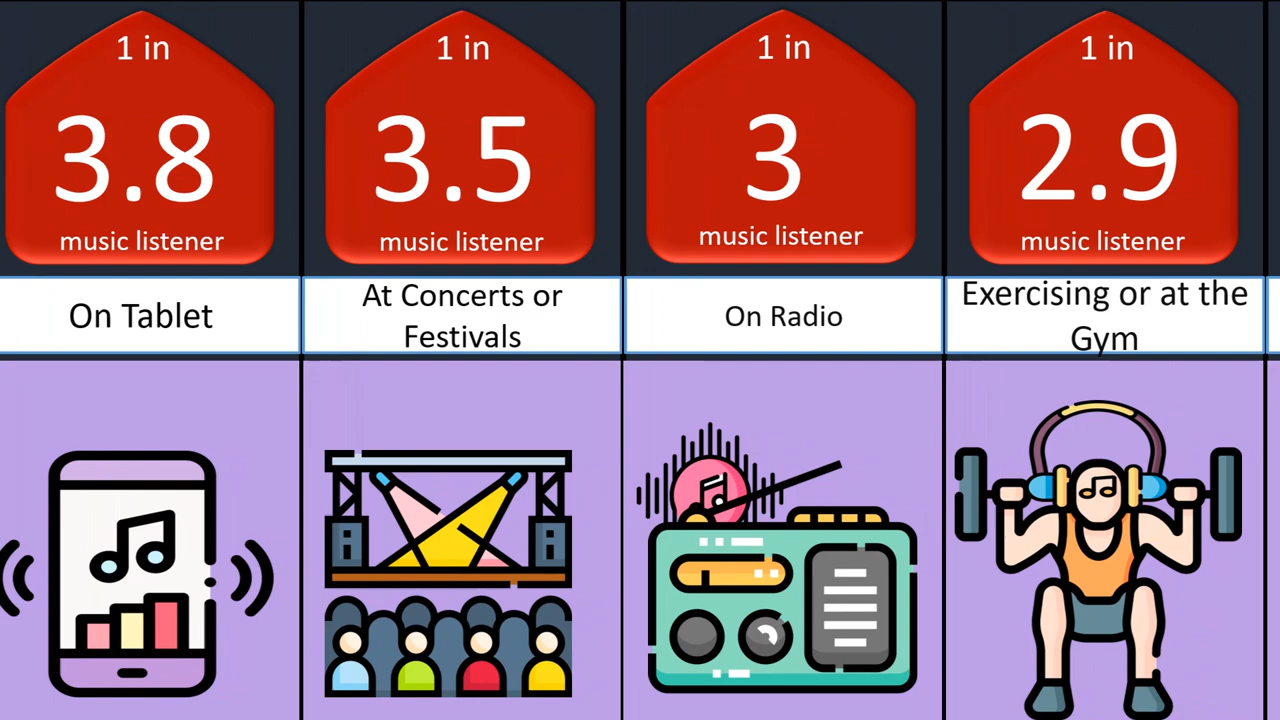 1 in
3.8
music listener
On Tablet
1 in
3.5
music listener
At Concerts or
Festivals
1 in
3
music listener
On Radio
1 in
2.9
music listener
Exercising or at the
Gym